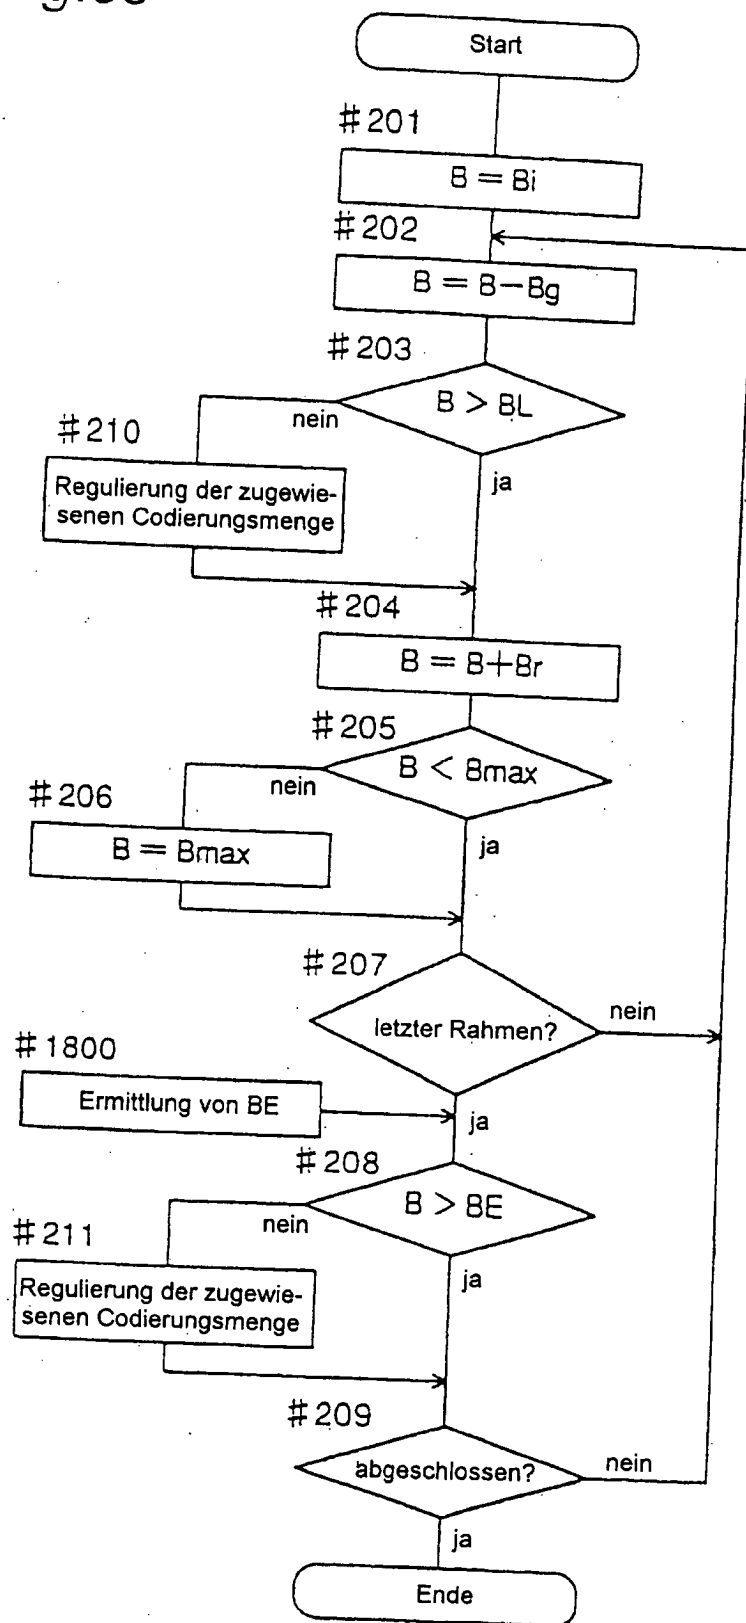 Start
#201
B = Bi
#202
B = B-Bg
#203
B > BL
nein
ja
#210
Regulierung der zugewie-
senen Codierungsmenge
#204
B = B+Br
#205
B < Bmax
nein
ja
#206
B = Bmax
#207
letzter Rahmen?
nein
ja
#1800
Ermittlung von BE
#208
B > BE
nein
ja
#211
Regulierung der zugewie-
senen Codierungsmenge
#209
abgeschlossen?
nein
ja
Ende